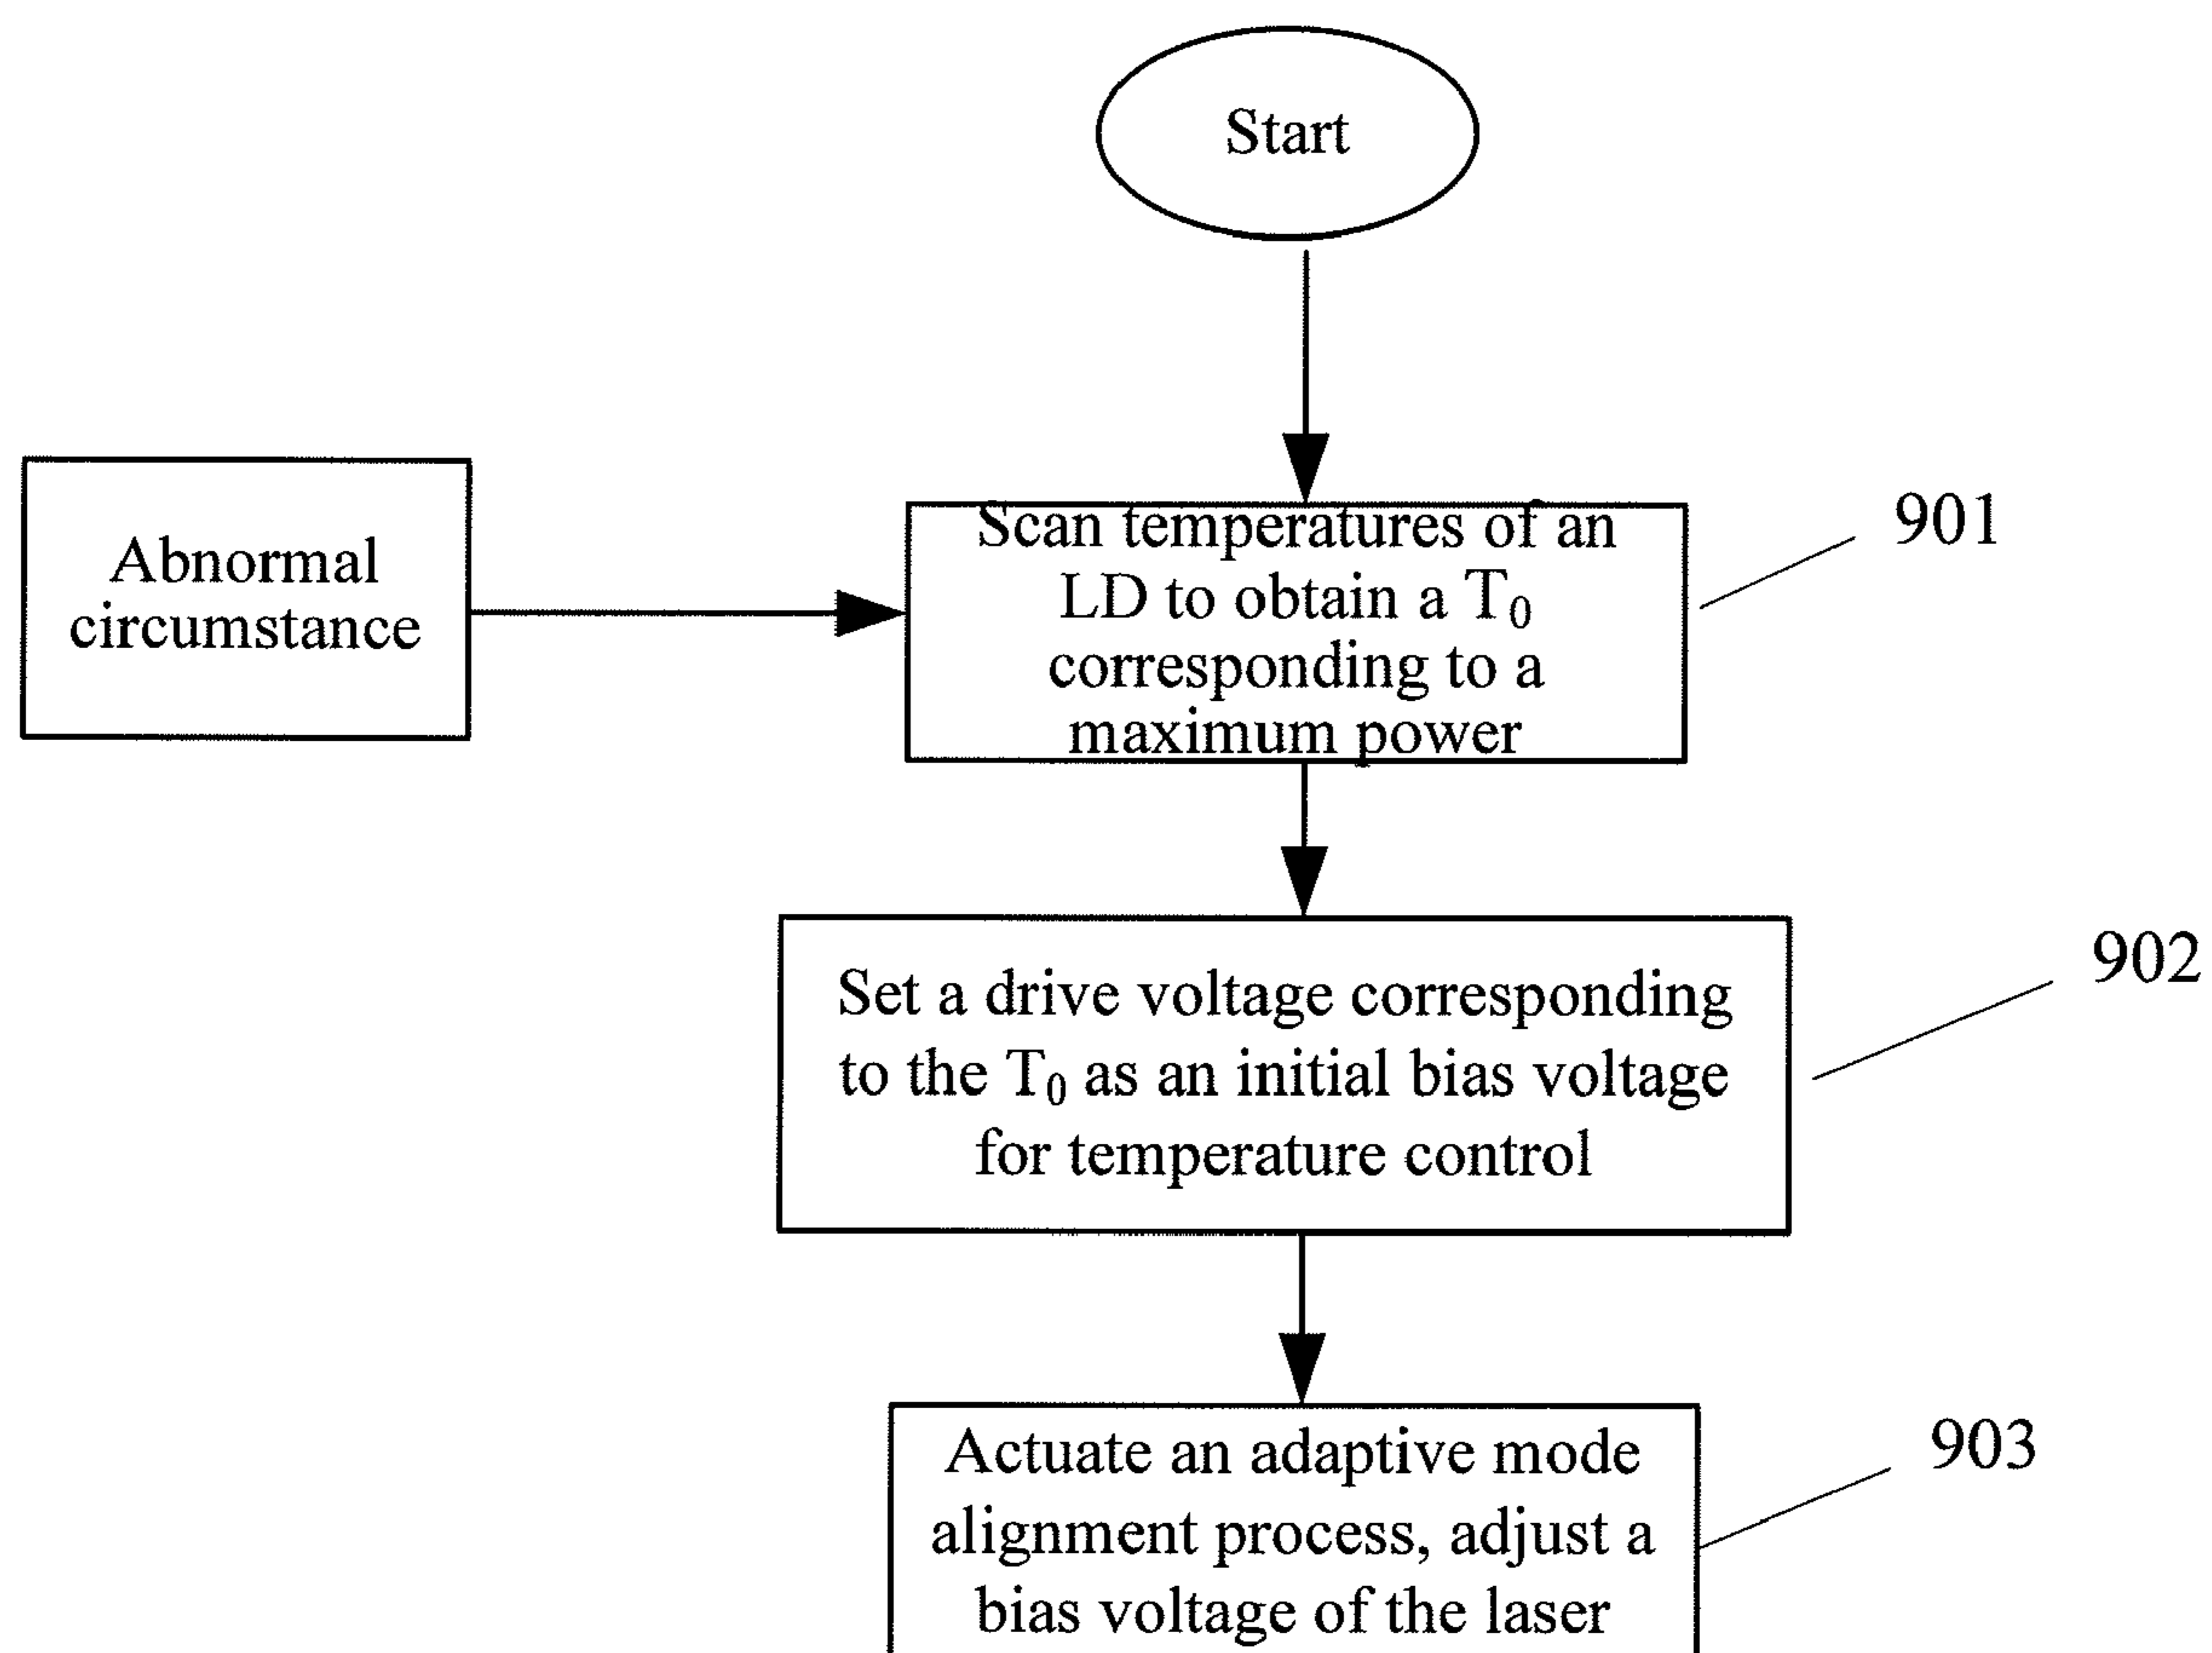 Start
Abnormal
circumstance
Scan temperatures of an
LD to obtain a T₀
corresponding to a
maximum power
901
Set a drive voltage corresponding
to the T₀ as an initial bias voltage
for temperature control
902
Actuate an adaptive mode
alignment process, adjust a
bias voltage of the laser
903